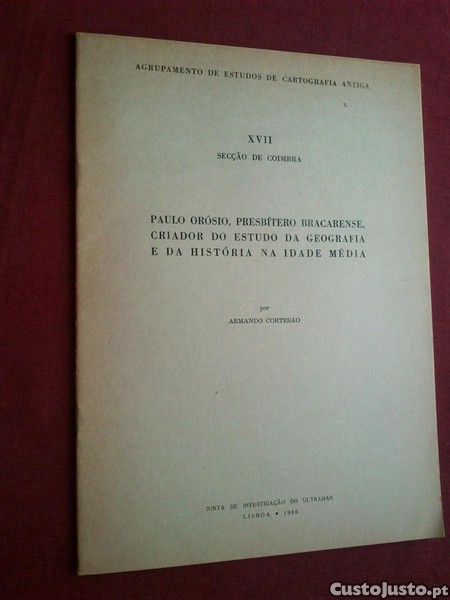 AGRUPAMENTO DE ESTUDOS DE CARTOGRAFIA ANTIGA
XVII
SECÇÃO DE COIMBRA
PAULO ORÓSIO, PRESBÍTERO BRACARENSE,
CRIADOR DO ESTUDO DA GEOGRAFIA
E DA HISTÓRIA NA IDADE MÉDIA
por
ARMANDO CORTESÃO
JUNTA DE INVESTIGAÇÃO DO ULTRAMAR
LISBOA • 1966
CustoJusto.pt